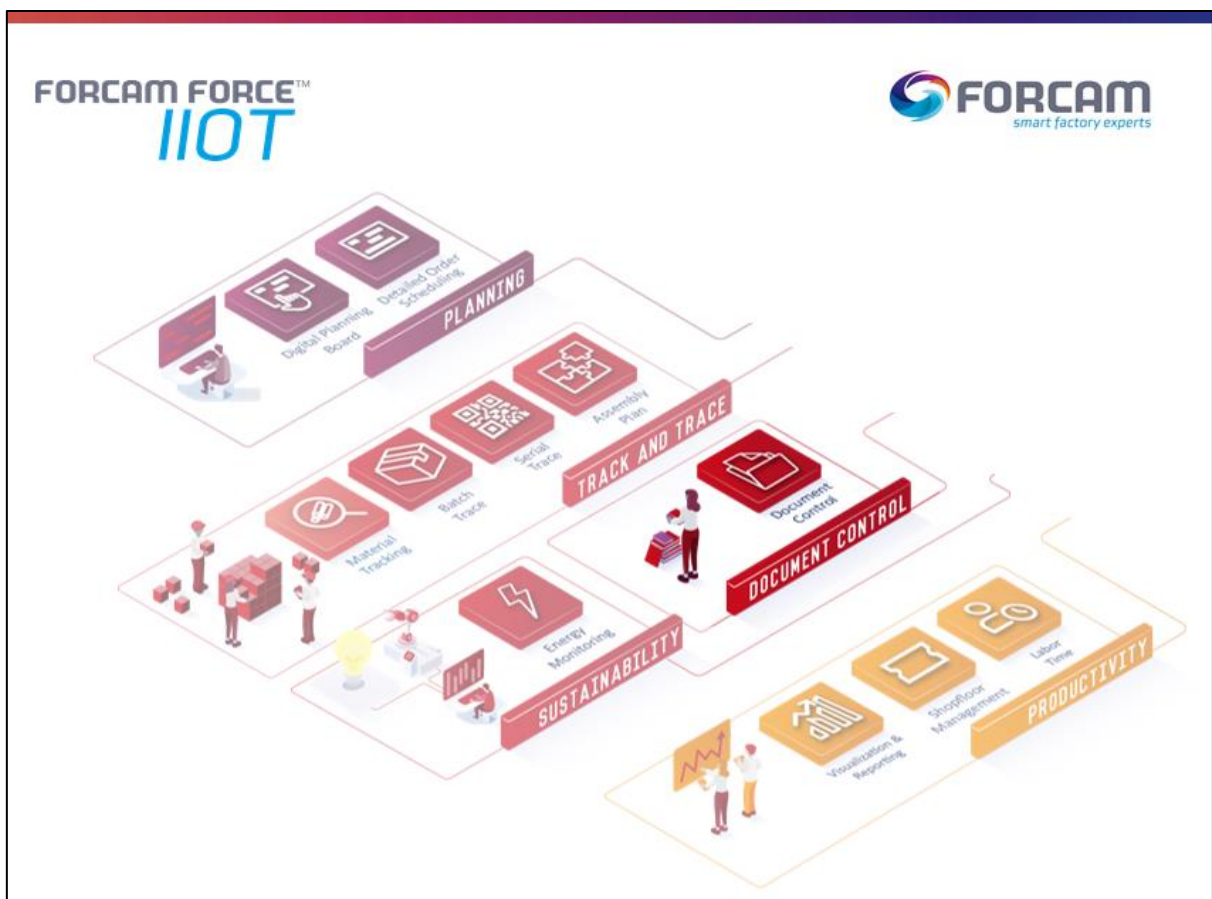 FORCAM FORCE™
IIOT
FORCAM
smart factory experts
Detailed Order
Scheduling
Digital Planning
Board
PLANNING
Assembly
Plan
Serial
Trace
Batch
Trace
Material
Tracking
TRACK AND TRACE
Document
Control
DOCUMENT CONTROL
Energy
Monitoring
SUSTAINABILITY
Labor
Time
Shopfloor
Management
Visualization &
Reporting
PRODUCTIVITY